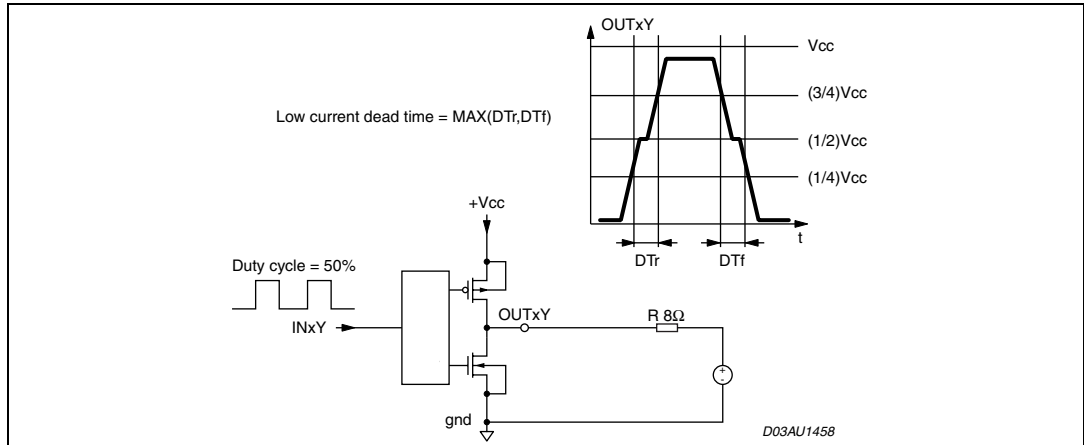 OUTxY
Vcc
Low current dead time = MAX(DTr,DTf)
(3/4)Vcc
(1/2)Vcc
(1/4)Vcc
+Vcc
t
DTr
DTf
Duty cycle = 50%
INxY
OUTxY
R 8Ω
+
-
gnd
D03AU1458